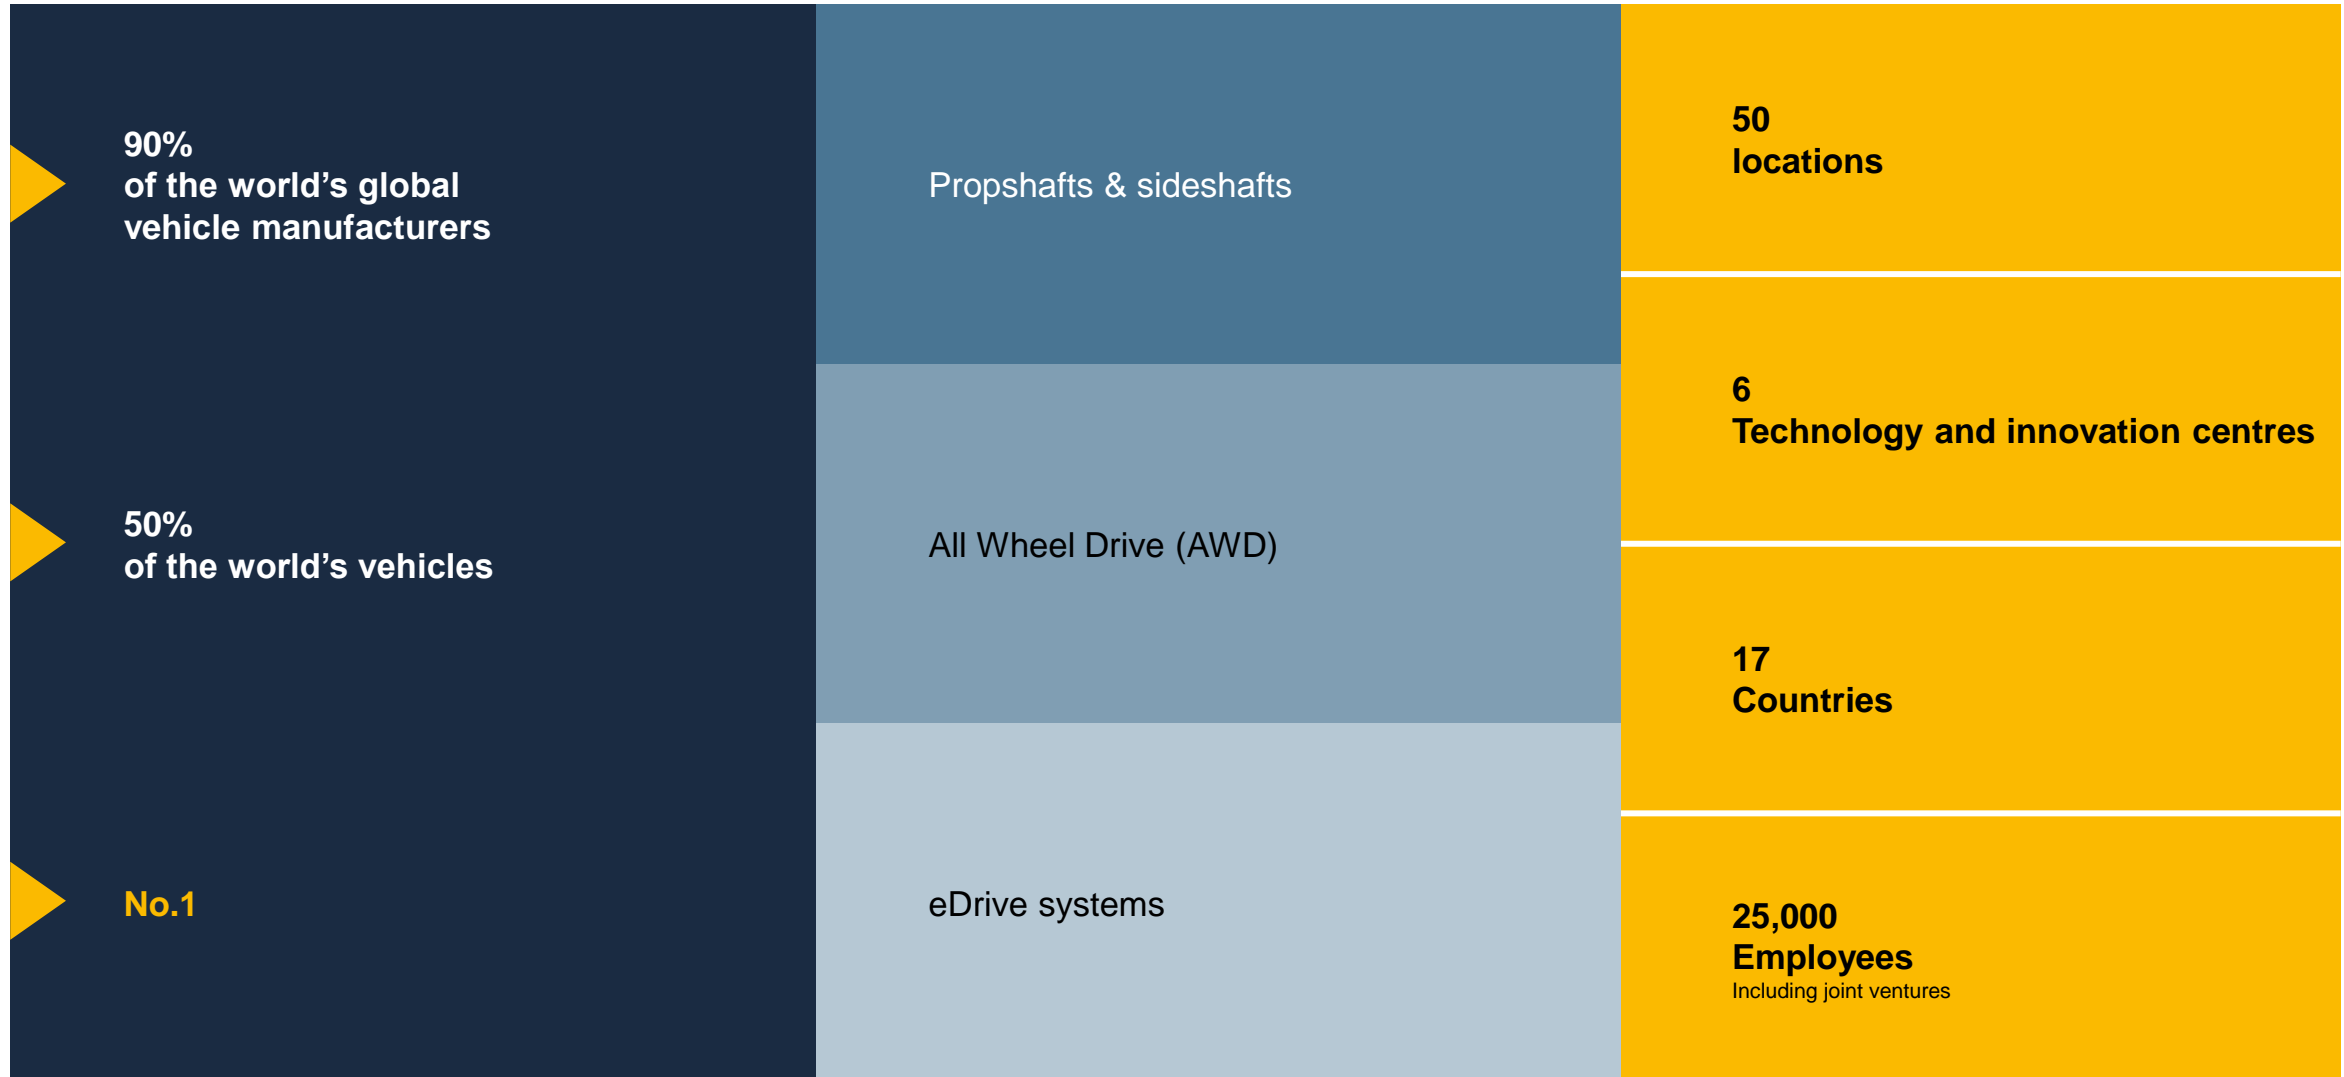 90%
of the world’s global
vehicle manufacturers
50%
of the world’s vehicles
No.1
Propshafts & sideshafts
All Wheel Drive (AWD)
eDrive systems
50
locations
6
Technology and innovation centres
17
Countries
25,000
Employees
Including joint ventures